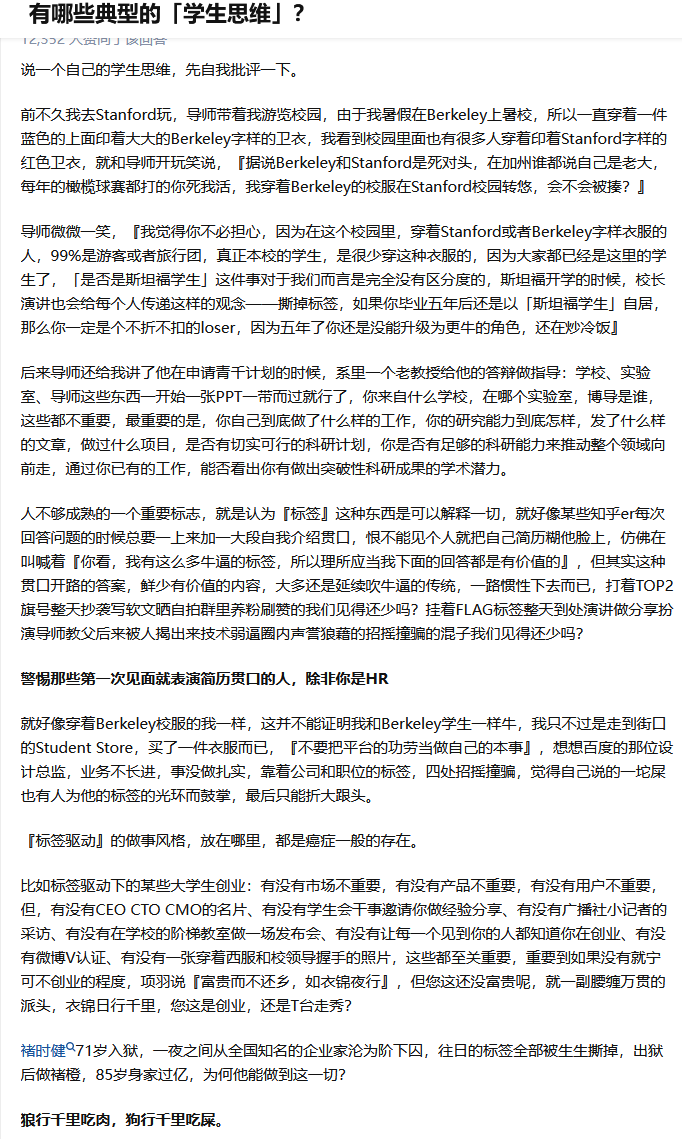 有哪些典型的「学生思维」?
12,352 人赞同了该回答
说一个自己的学生思维，先自我批评一下。
前不久我去Stanford玩，导师带着我游览校园，由于我暑假在Berkeley上暑校，所以一直穿着一件
蓝色的上面印着大大的Berkeley字样的卫衣，我看到校园里面也有很多人穿着印着Stanford字样的
红色卫衣，就和导师开玩笑说，『据说Berkeley和Stanford是死对头，在加州谁都说自己是老大，
每年的橄榄球赛都打的你死我活，我穿着Berkeley的校服在Stanford校园转悠，会不会被揍？』
导师微微一笑，『我觉得你不必担心，因为在这个校园里，穿着Stanford或者Berkeley字样衣服的
人，99%是游客或者旅行团，真正本校的学生，是很少穿这种衣服的，因为大家都已经是这里的学
生了，「是否是斯坦福学生」这件事对于我们而言是完全没有区分度的，斯坦福开学的时候，校长
演讲也会给每个人传递这样的观念——撕掉标签，如果你毕业五年后还是以「斯坦福学生」自居，
那么你一定是个不折不扣的loser，因为五年了你还是没能升级为更牛的角色，还在炒冷饭』
后来导师还给我讲了他在申请青千计划的时候，系里一个老教授给他的答辩做指导：学校、实验
室、导师这些东西一开始一张PPT一带而过就行了，你来自什么学校，在哪个实验室，博导是谁，
这些都不重要，最重要的是，你自己到底做了什么样的工作，你的研究能力到底怎样，发了什么样
的文章，做过什么项目，是否有切实可行的科研计划，你是否有足够的科研能力来推动整个领域向
前走，通过你已有的工作，能否看出你有做出突破性科研成果的学术潜力。
人不够成熟的一个重要标志，就是认为『标签』这种东西是可以解释一切，就好像某些知乎er每次
回答问题的时候总要一上来加一大段自我介绍贯口，恨不能见个人就把自己简历糊他脸上，仿佛在
叫喊着『你看，我有这么多牛逼的标签，所以理所应当我下面的回答都是有价值的』，但其实这种
贯口开路的答案，鲜少有价值的内容，大多还是延续吹牛逼的传统，一路惯性下去而已，打着TOP2
旗号整天抄袭写软文晒自拍群里养粉刷赞的我们见得还少吗？挂着FLAG标签整天到处演讲做分享扮
演导师教父后来被人揭出来技术弱逼圈内声誉狼藉的招摇撞骗的混子我们见得还少吗？
警惕那些第一次见面就表演简历贯口的人，除非你是HR
就好像穿着Berkeley校服的我一样，这并不能证明我和Berkeley学生一样牛，我只不过是走到街口
的Student Store，买了一件衣服而已，『不要把平台的功劳当做自己的本事』，想想百度的那位设
计总监，业务不长进，事没做扎实，靠着公司和职位的标签，四处招摇撞骗，觉得自己说的一坨屎
也有人为他的标签的光环而鼓掌，最后只能折大跟头。
『标签驱动』的做事风格，放在哪里，都是癌症一般的存在。
比如标签驱动下的某些大学生创业：有没有市场不重要，有没有产品不重要，有没有用户不重要，
但，有没有CEO CTO CMO的名片、有没有学生会干事邀请你做经验分享、有没有广播社小记者的
采访、有没有在学校的阶梯教室做一场发布会、有没有让每一个见到你的人都知道你在创业、有没
有微博V认证、有没有一张穿着西服和校领导握手的照片，这些都至关重要，重要到如果没有就宁
可不创业的程度，项羽说『富贵而不还乡，如衣锦夜行』，但您这还没富贵呢，就一副腰缠万贯的
派头，衣锦日行千里，您这是创业，还是T台走秀？
褚时健71岁入狱，一夜之间从全国知名的企业家沦为阶下囚，往日的标签全部被生生撕掉，出狱
后做褚橙，85岁身家过亿，为何他能做到这一切？
狼行千里吃肉，狗行千里吃屎。